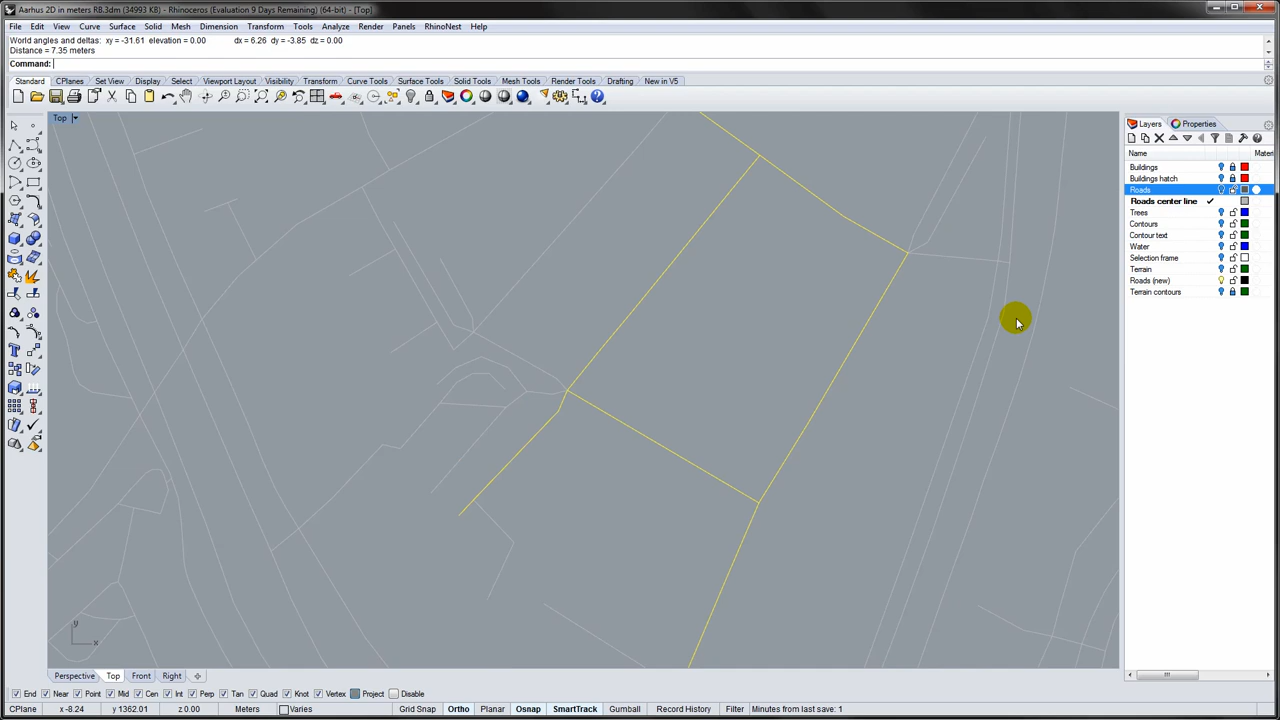 Aarhus 2D in meters RB.3dm (34993 KB) - Rhinoceros (Evaluation 9 Days Remaining) (64-bit) - [Top]
File Edit View Curve Surface Solid Mesh Dimension Transform Tools Analyze Render Panels RhinoNest Help
World angles and deltas: xy = -31.61 elevation = 0.00 dx = 6.26 dy = -3.85 dz = 0.00
Distance = 7.35 meters
Command:
Standard CPlanes Set View Display Select Viewport Layout Visibility Transform Curve Tools Surface Tools Solid Tools Mesh Tools Render Tools Drafting New in V5
Top
Layers Properties
Name Mater
Buildings
Buildings hatch
Roads
Roads center line
Trees
Contours
Contour text
Water
Selection frame
Terrain
Roads (new)
Terrain contours
y
x
Perspective Top Front Right
End Near Point Mid Cen Int Perp Tan Quad Knot Vertex Project Disable
CPlane x -8.24 y 1362.01 z 0.00 Meters Varies Grid Snap Ortho Planar Osnap SmartTrack Gumball Record History Filter Minutes from last save: 1